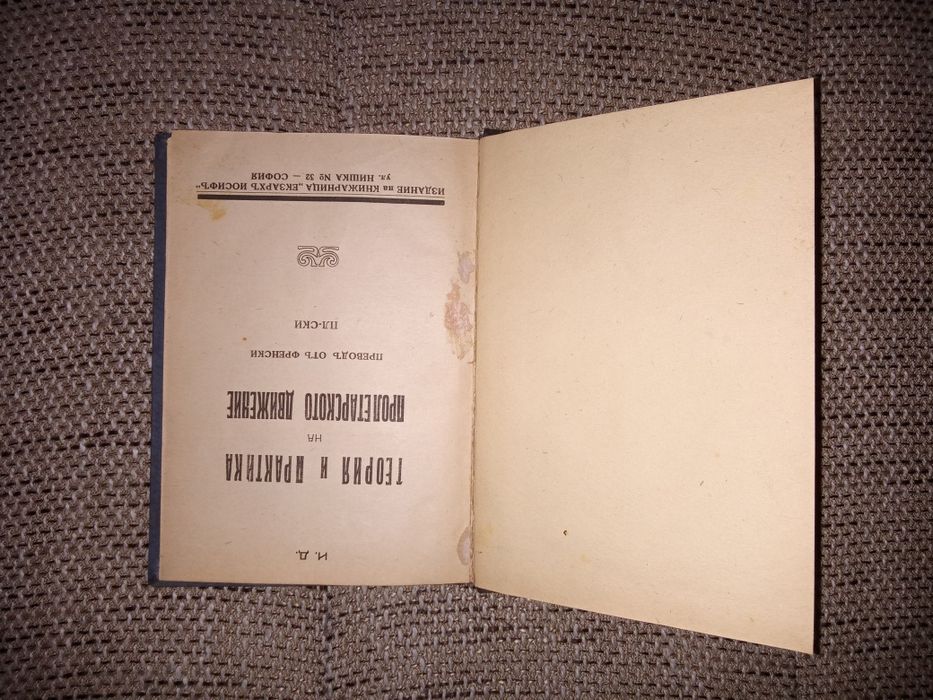 И. Д.
ТЕОРИЯ и ПРАКТИКА
НА
ПРОЛЕТАРСКОТО ДВИЖЕНИЕ
ПРЕВОДЪ ОТЪ ФРЕНСКИ
ПЛ-СКИ
ИЗДАНИЕ на КНИЖАРНИЦА „ЕКЗАРХЪ ИОСИФЪ“
ул. НИШКА № 32 — СОФИЯ